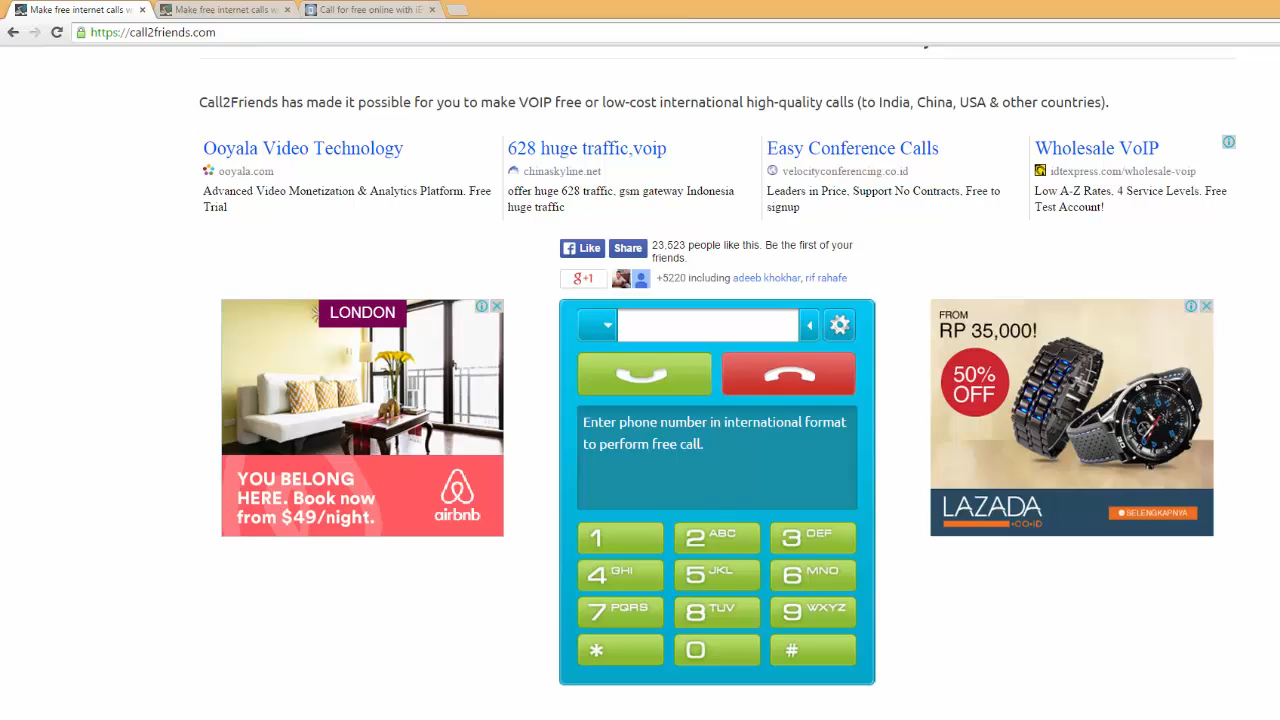 Make free internet calls w
Make free internet calls w
Call for free online with iE
https://call2friends.com
Call2Friends has made it possible for you to make VOIP free or low-cost international high-quality calls (to India, China, USA & other countries).
Ooyala Video Technology
ooyala.com
Advanced Video Monetization & Analytics Platform. Free
Trial
628 huge traffic,voip
chinaskyline.net
offer huge 628 traffic, gsm gateway Indonesia
huge traffic
Easy Conference Calls
velocityconferencing.co.id
Leaders in Price, Support No Contracts, Free to
signup
Wholesale VoIP
idtexpress.com/wholesale-voip
Low A-Z Rates, 4 Service Levels. Free
Test Account!
Like Share 23,523 people like this. Be the first of your
friends.
g+1 +5220 including adeeb khokhar, rif rahafe
LONDON
YOU BELONG
HERE. Book now
from $49/night.
airbnb
Enter phone number in international format
to perform free call.
1 2 ABC 3 DEF
4 GHI 5 JKL 6 MNO
7 PQRS 8 TUV 9 WXYZ
* 0 #
FROM
RP 35,000!
50%
OFF
LAZADA
.CO.ID
SELENGKAPNYA